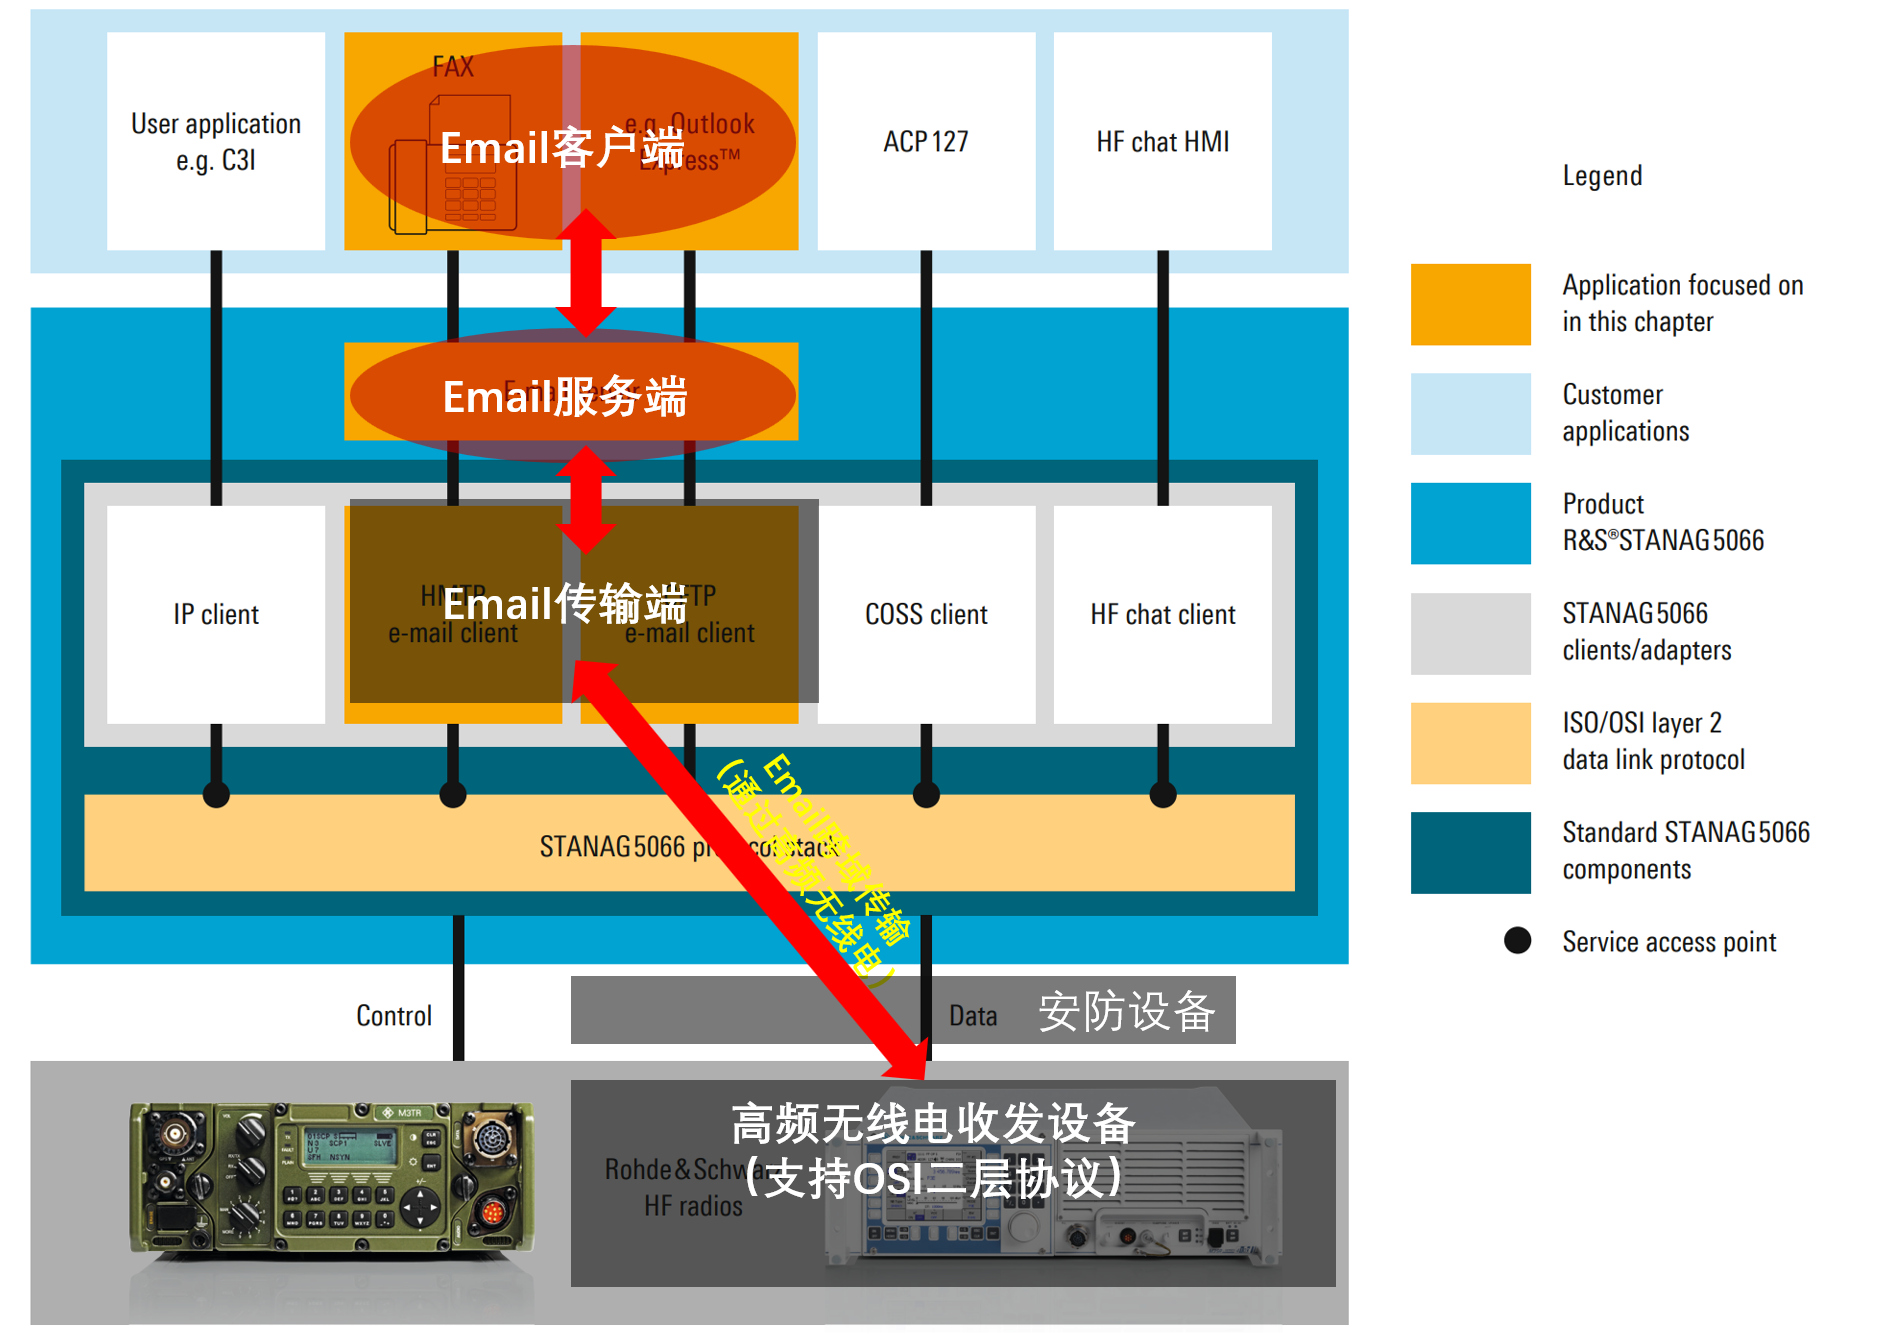 FAX
User application
e.g. C3I
Email客户端
e.g. Outlook
Express™
ACP 127
HF chat HMI
Email服务端
IP client
HMTP
e-mail client
Email传输端
e-mail client
COSS client
HF chat client
Email跨域传输
(通过高频无线电)
STANAG 5066
Control
Data
安防设备
M3TR
高频无线电收发设备
(支持OSI二层协议)
Rohde & Schwarz
HF radios
Legend
Application focused on
in this chapter
Customer
applications
Product
R&S®STANAG 5066
STANAG 5066
clients/adapters
ISO/OSI layer 2
data link protocol
Standard STANAG 5066
components
Service access point